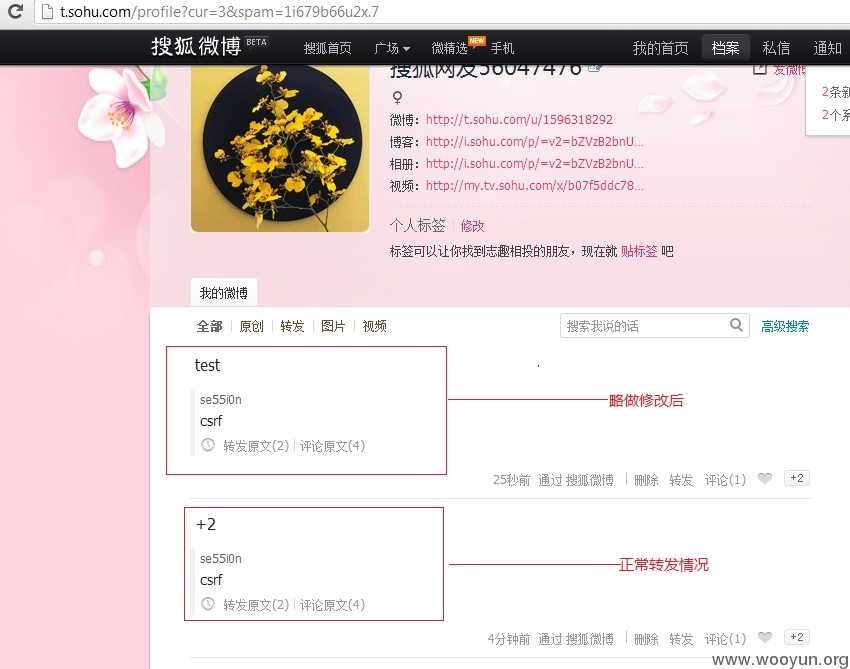 t.sohu.com/profile?cur=3&spam=1i679b66u2x.7
搜狐微博 BETA 搜狐首页 广场 微精选 NEW 手机 我的首页 档案 私信 通知
搜狐网友56047476 发微博
微博: http://t.sohu.com/u/1596318292
2条新
博客: http://i.sohu.com/p/=v2=bZVzB2bnU...
2个系
相册: http://i.sohu.com/p/=v2=bZVzB2bnU...
视频: http://my.tv.sohu.com/x/b07f5ddc78...
个人标签 修改
标签可以让你找到志趣相投的朋友，现在就 贴标签 吧
我的微博
全部 原创 转发 图片 视频 搜索我说的话 高级搜索
test
se55i0n
略做修改后
csrf
转发原文(2) 评论原文(4)
25秒前 通过 搜狐微博 删除 转发 评论(1) +2
+2
se55i0n
正常转发情况
csrf
转发原文(2) 评论原文(4)
4分钟前 通过 搜狐微博 删除 转发 评论(1) +2
www.wooyun.org